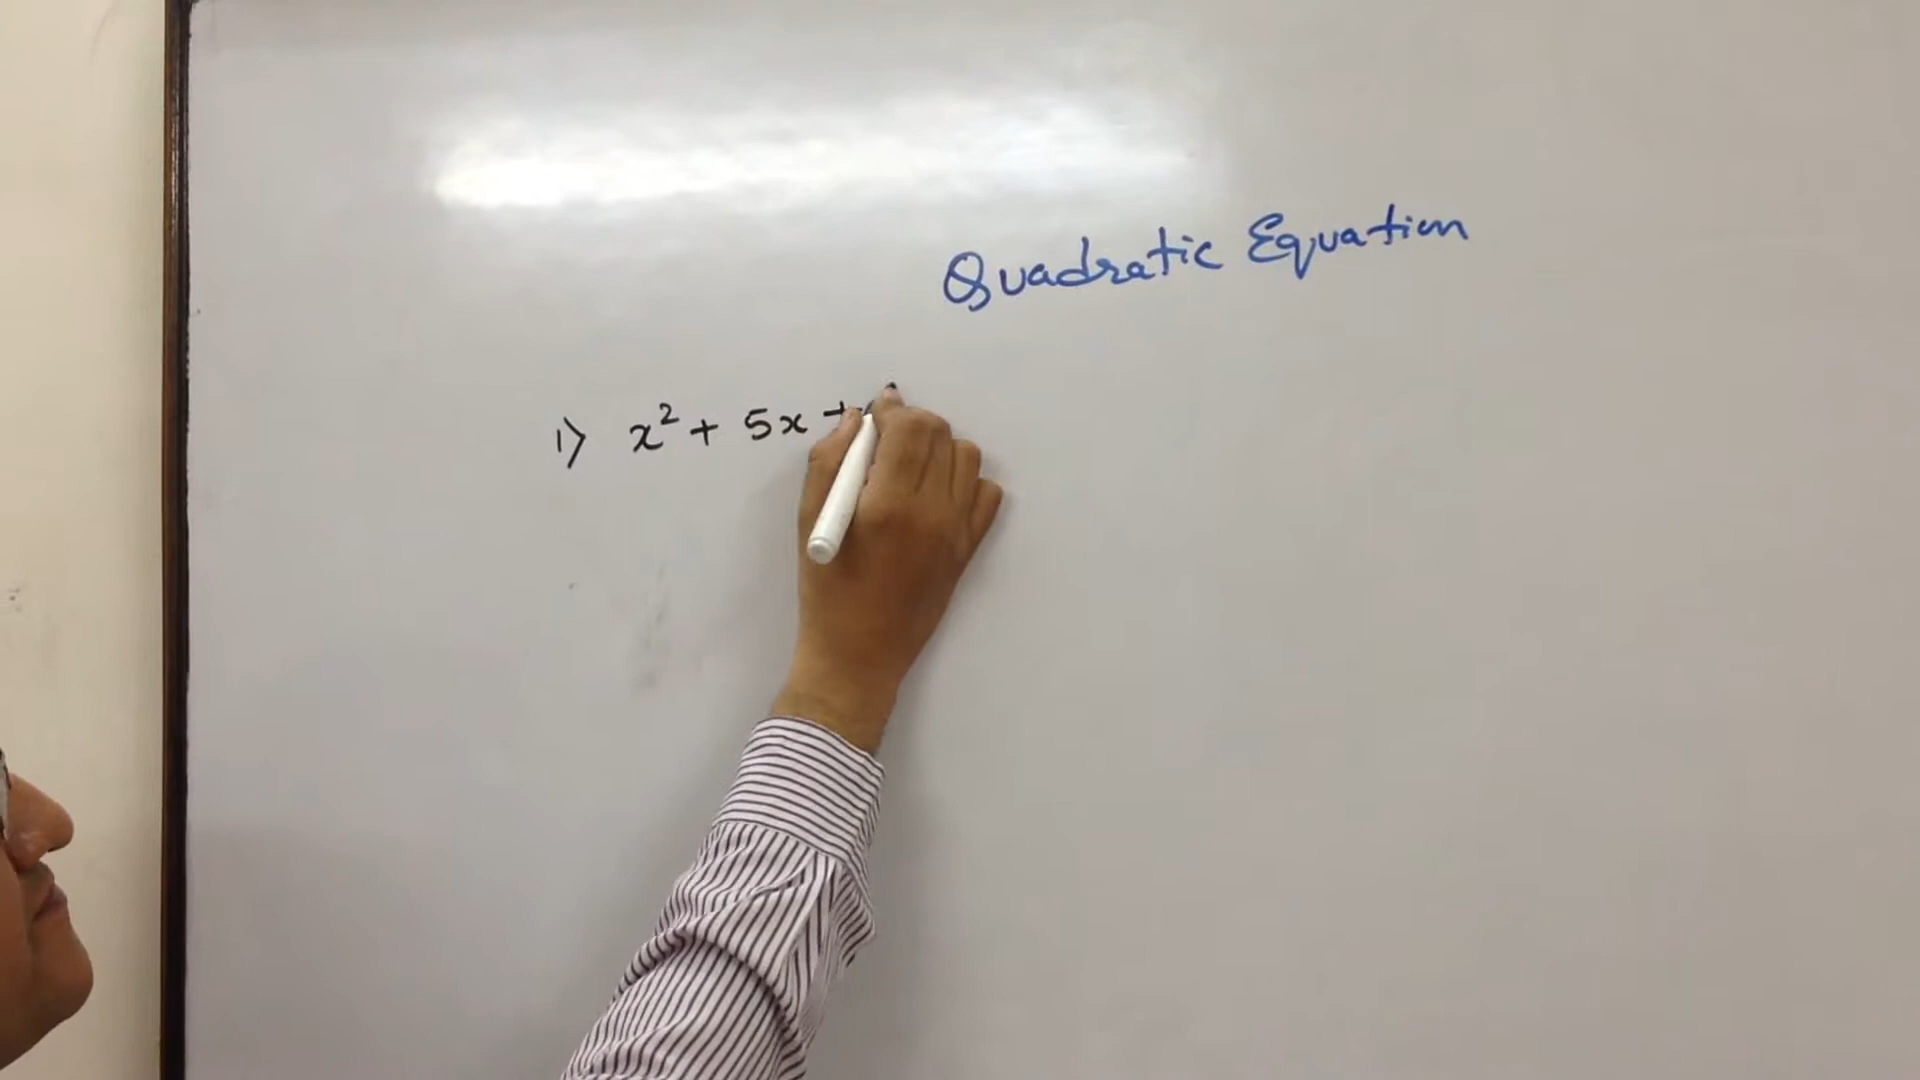 Quadratic Equation
1) x² + 5x +